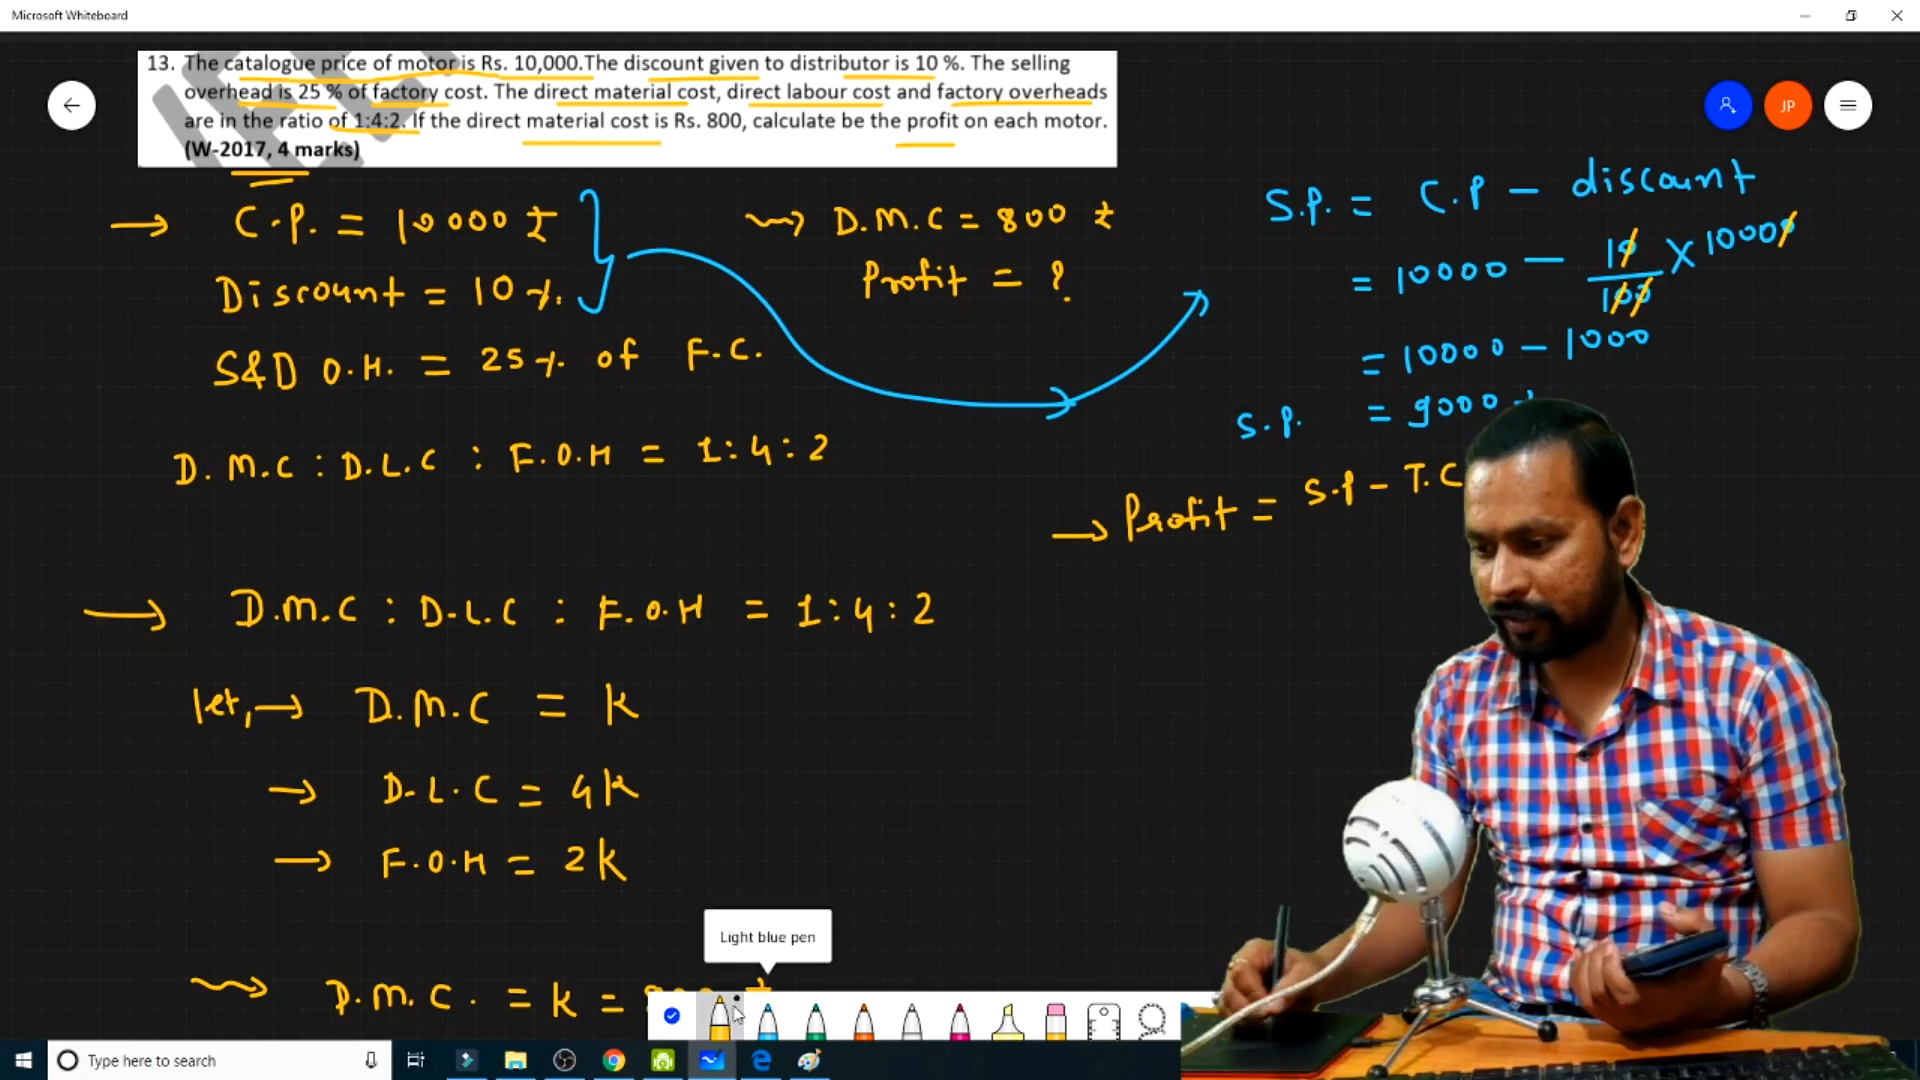 Microsoft Whiteboard
13. The catalogue price of motor is Rs. 10,000.The discount given to distributor is 10 %. The selling
overhead is 25 % of factory cost. The direct material cost, direct labour cost and factory overheads
are in the ratio of 1:4:2. If the direct material cost is Rs. 800, calculate be the profit on each motor.
(W-2017, 4 marks)
JP
→ C.P. = 10000 ₹
Discount = 10 %.
S&D O.H. = 25 %. of F.C.
D.M.C : D.L.C : F.O.H = 1:4:2
D.M.C = 800 ₹
Profit = ?
S.P. = C.P - discount
= 10000 - 10/100 × 10000
= 10000 - 1000
S.P. = 9000
→ Profit = S.P - T.C
→ D.M.C : D.L.C : F.O.H = 1:4:2
let, → D.M.C = k
→ D.L.C = 4k
→ F.O.H = 2k
D.M.C. = k =
Light blue pen
Type here to search